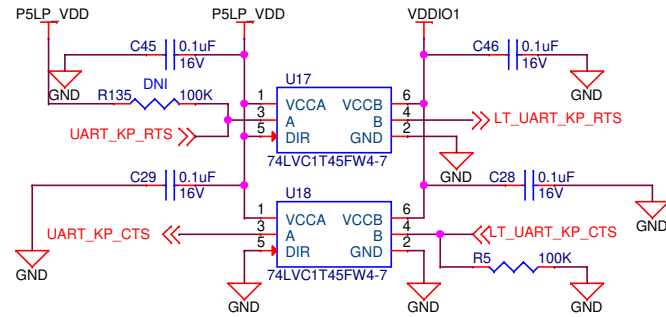 P5LP_VDD P5LP_VDD VDDIO1
C45 0.1uF C46 0.1uF
16V 16V
GND DNI U17 GND
R135 100K 1 VCCA VCCB 6
3 A B 4 LT_UART_KP_RTS
UART_KP_RTS 5 DIR GND 2
74LVC1T45FW4-7 GND
C29 0.1uF C28 0.1uF
16V U18 16V
1 VCCA VCCB 6 GND
UART_KP_CTS 3 A B 4 LT_UART_KP_CTS
GND 5 DIR GND 2
74LVC1T45FW4-7 R5 100K
GND GND GND